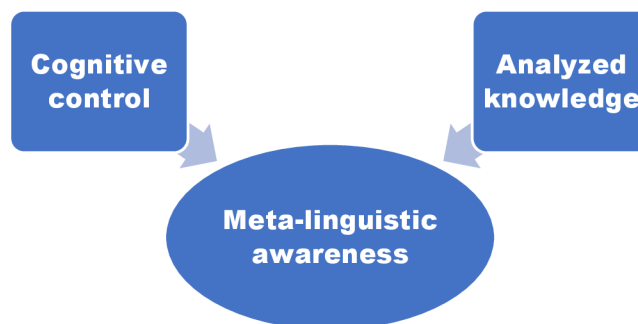 Cognitive
control
Analyzed
knowledge
Meta-linguistic
awareness